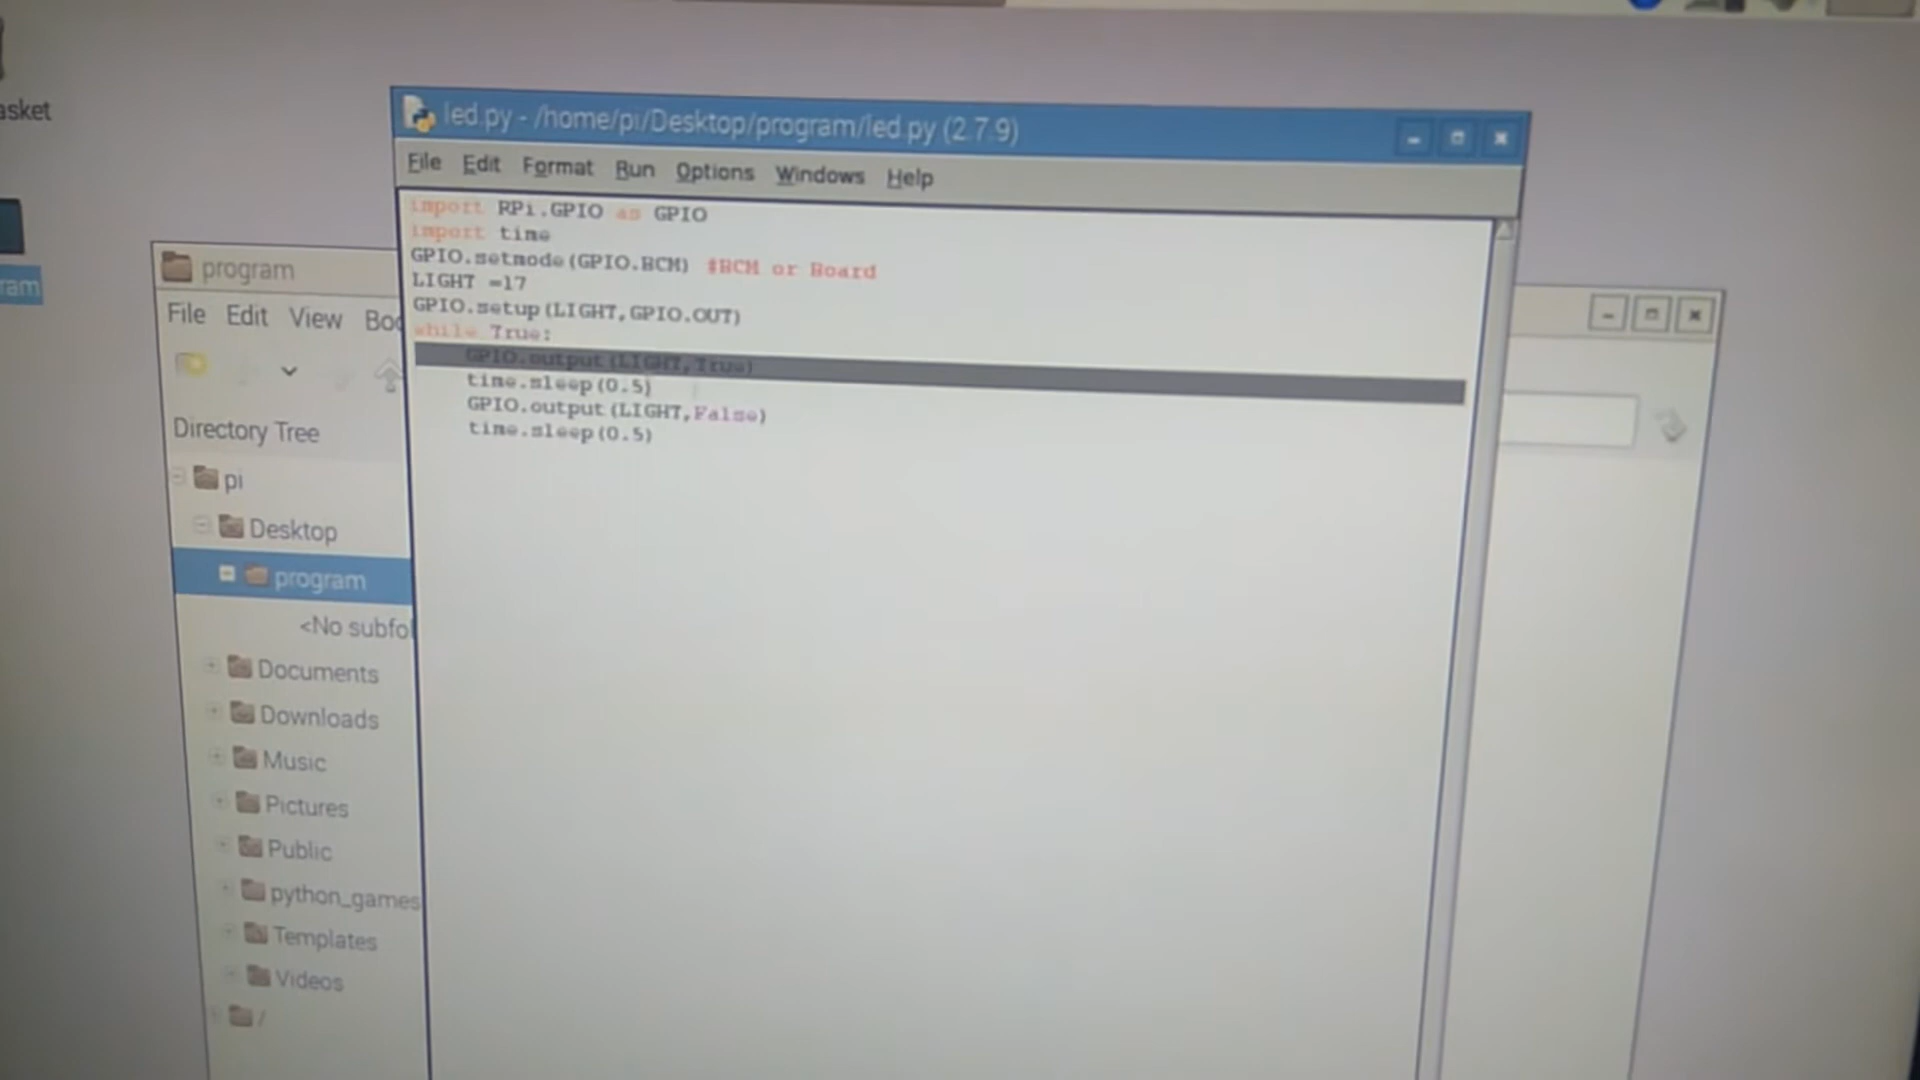 asket
ram
led.py - /home/pi/Desktop/program/led.py (2.7.9)
File Edit Format Run Options Windows Help
import RPi.GPIO as GPIO
import time
GPIO.setmode(GPIO.BCM) #BCM or Board
LIGHT =17
GPIO.setup(LIGHT,GPIO.OUT)
while True:
GPIO.output(LIGHT,True)
time.sleep(0.5)
GPIO.output(LIGHT,False)
time.sleep(0.5)
program
File Edit View Boo
Directory Tree
pi
Desktop
program
<No subfol
Documents
Downloads
Music
Pictures
Public
python_games
Templates
Videos
/